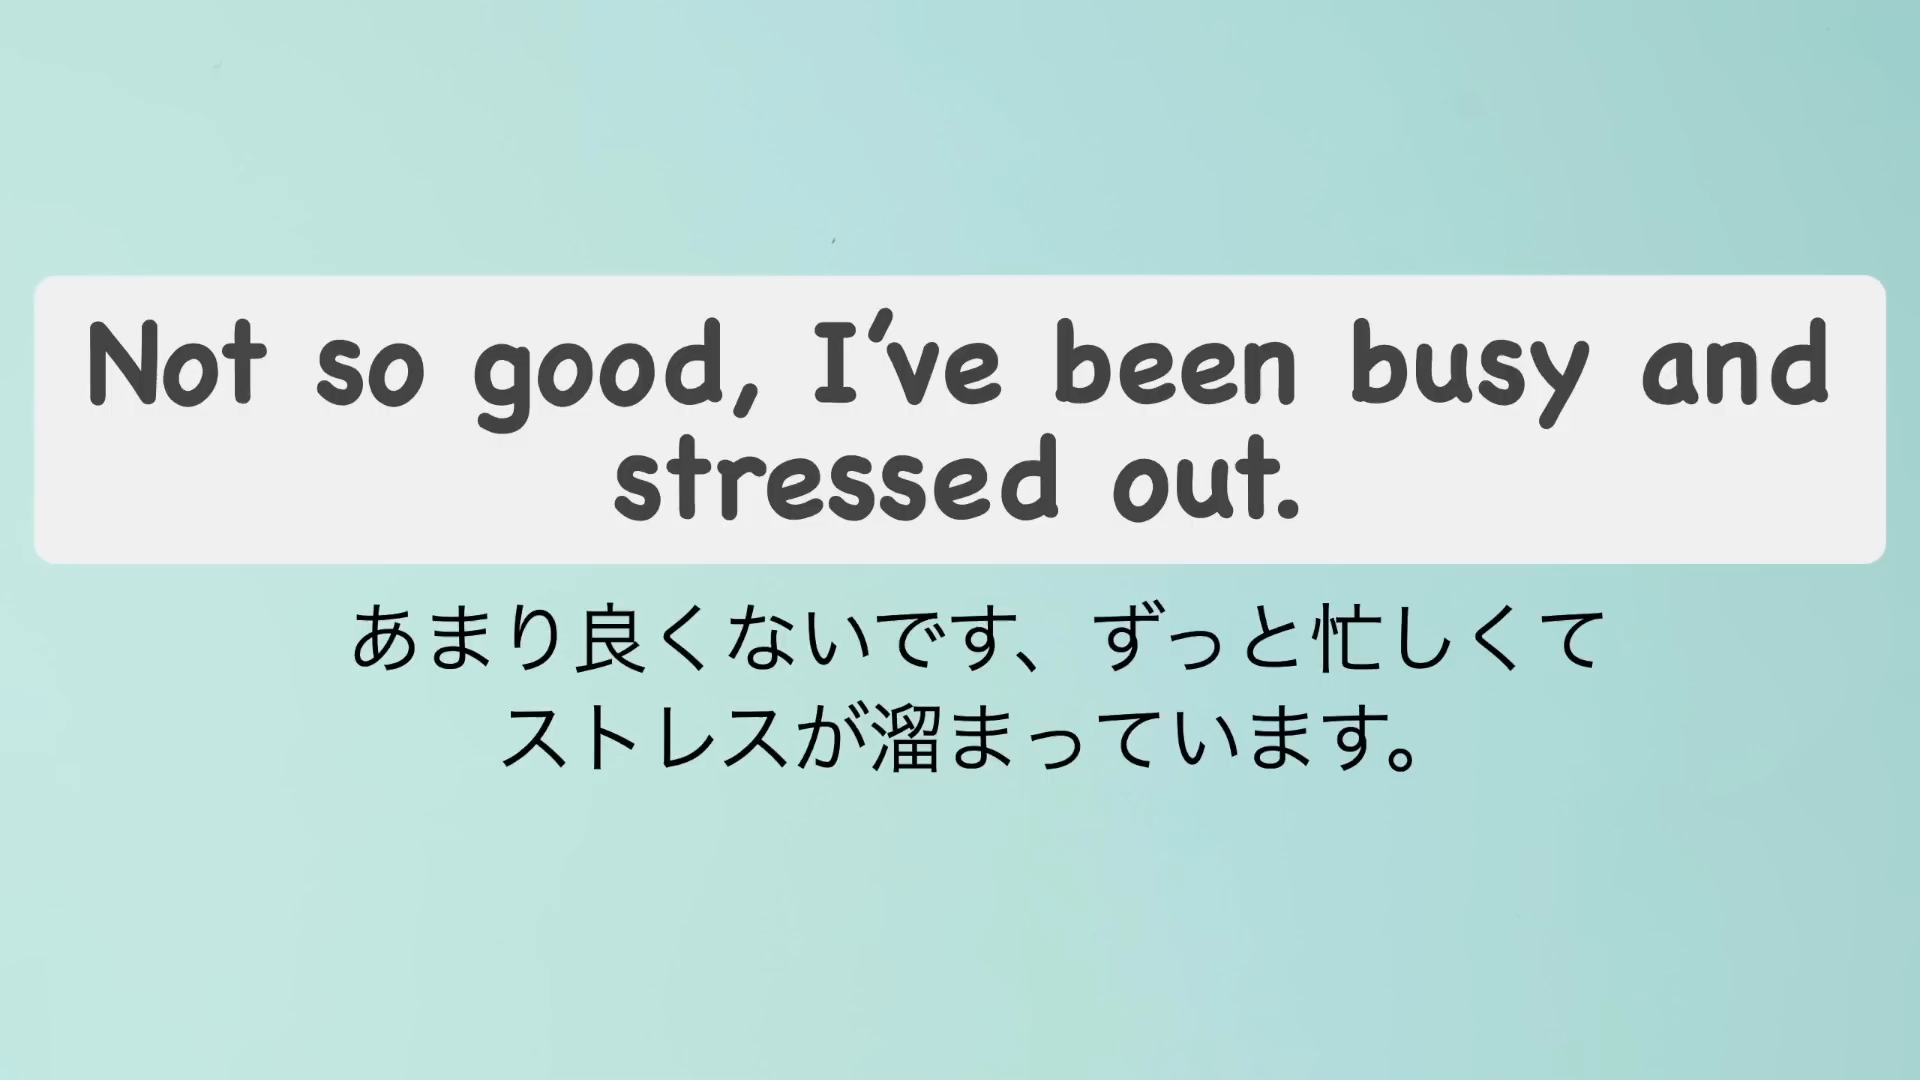 Not so good, I've been busy and
stressed out.
あまり良くないです、ずっと忙しくて
ストレスが溜まっています。